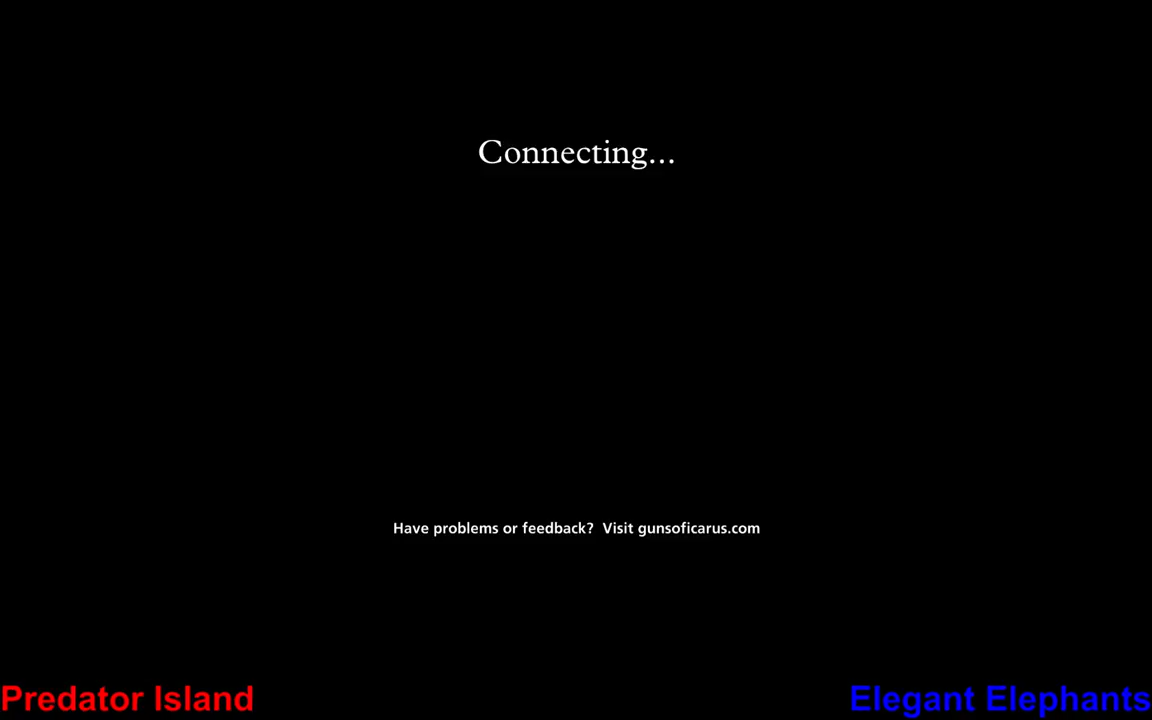 Connecting...
Have problems or feedback?  Visit gunsoficarus.com
Predator Island
Elegant Elephants